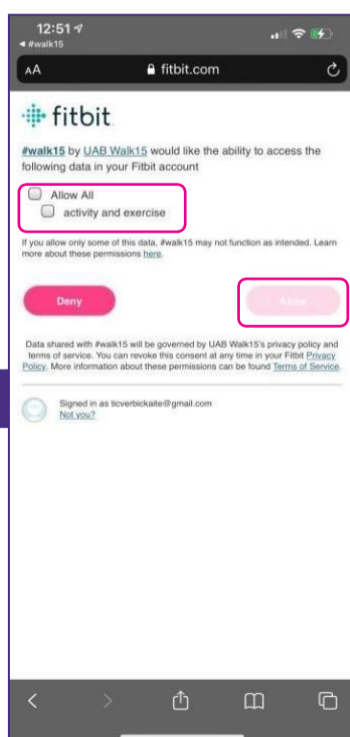 12:51
◀ #walk15
AA fitbit.com
fitbit
#walk15 by UAB Walk15 would like the ability to access the
following data in your Fitbit account
Allow All
activity and exercise
If you allow only some of this data, #walk15 may not function as intended. Learn
more about these permissions here.
Deny
Allow
Data shared with #walk15 will be governed by UAB Walk15's privacy policy and
terms of service. You can revoke this consent at any time in your Fitbit Privacy
Policy. More information about these permissions can be found Terms of Service.
Signed in as ticverbickaite@gmail.com
Not you?